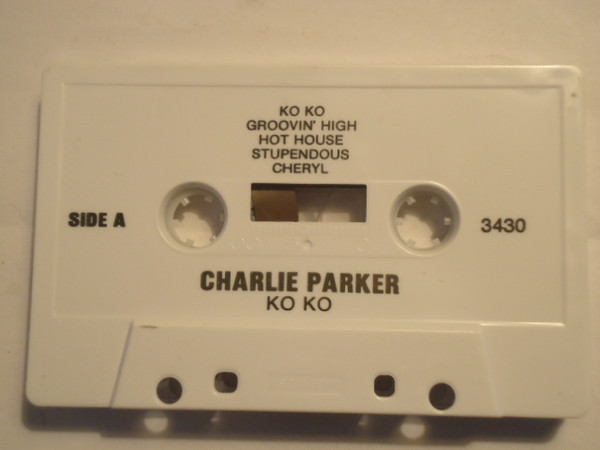 KO KO
GROOVIN' HIGH
HOT HOUSE
STUPENDOUS
CHERYL
SIDE A
3430
CHARLIE PARKER
KO KO